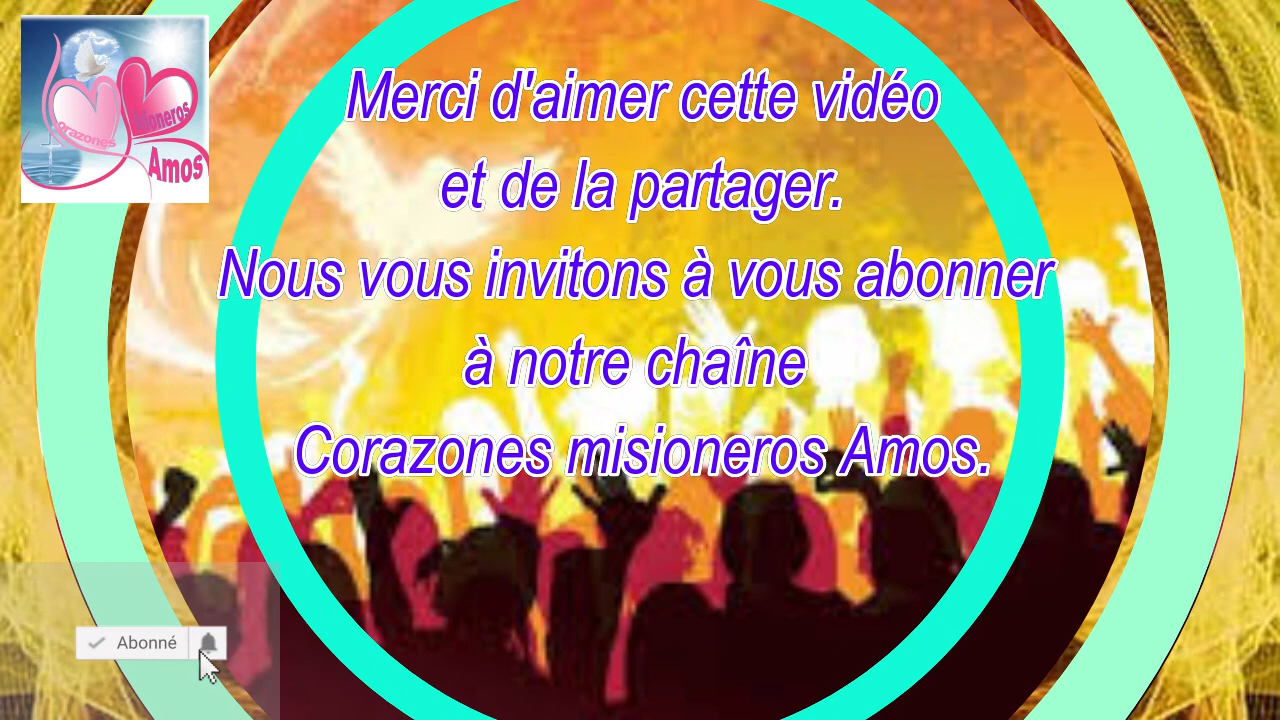 Corazones
Misioneros
Amos
Merci d'aimer cette vidéo
et de la partager.
Nous vous invitons à vous abonner
à notre chaîne
Corazones misioneros Amos.
Abonné